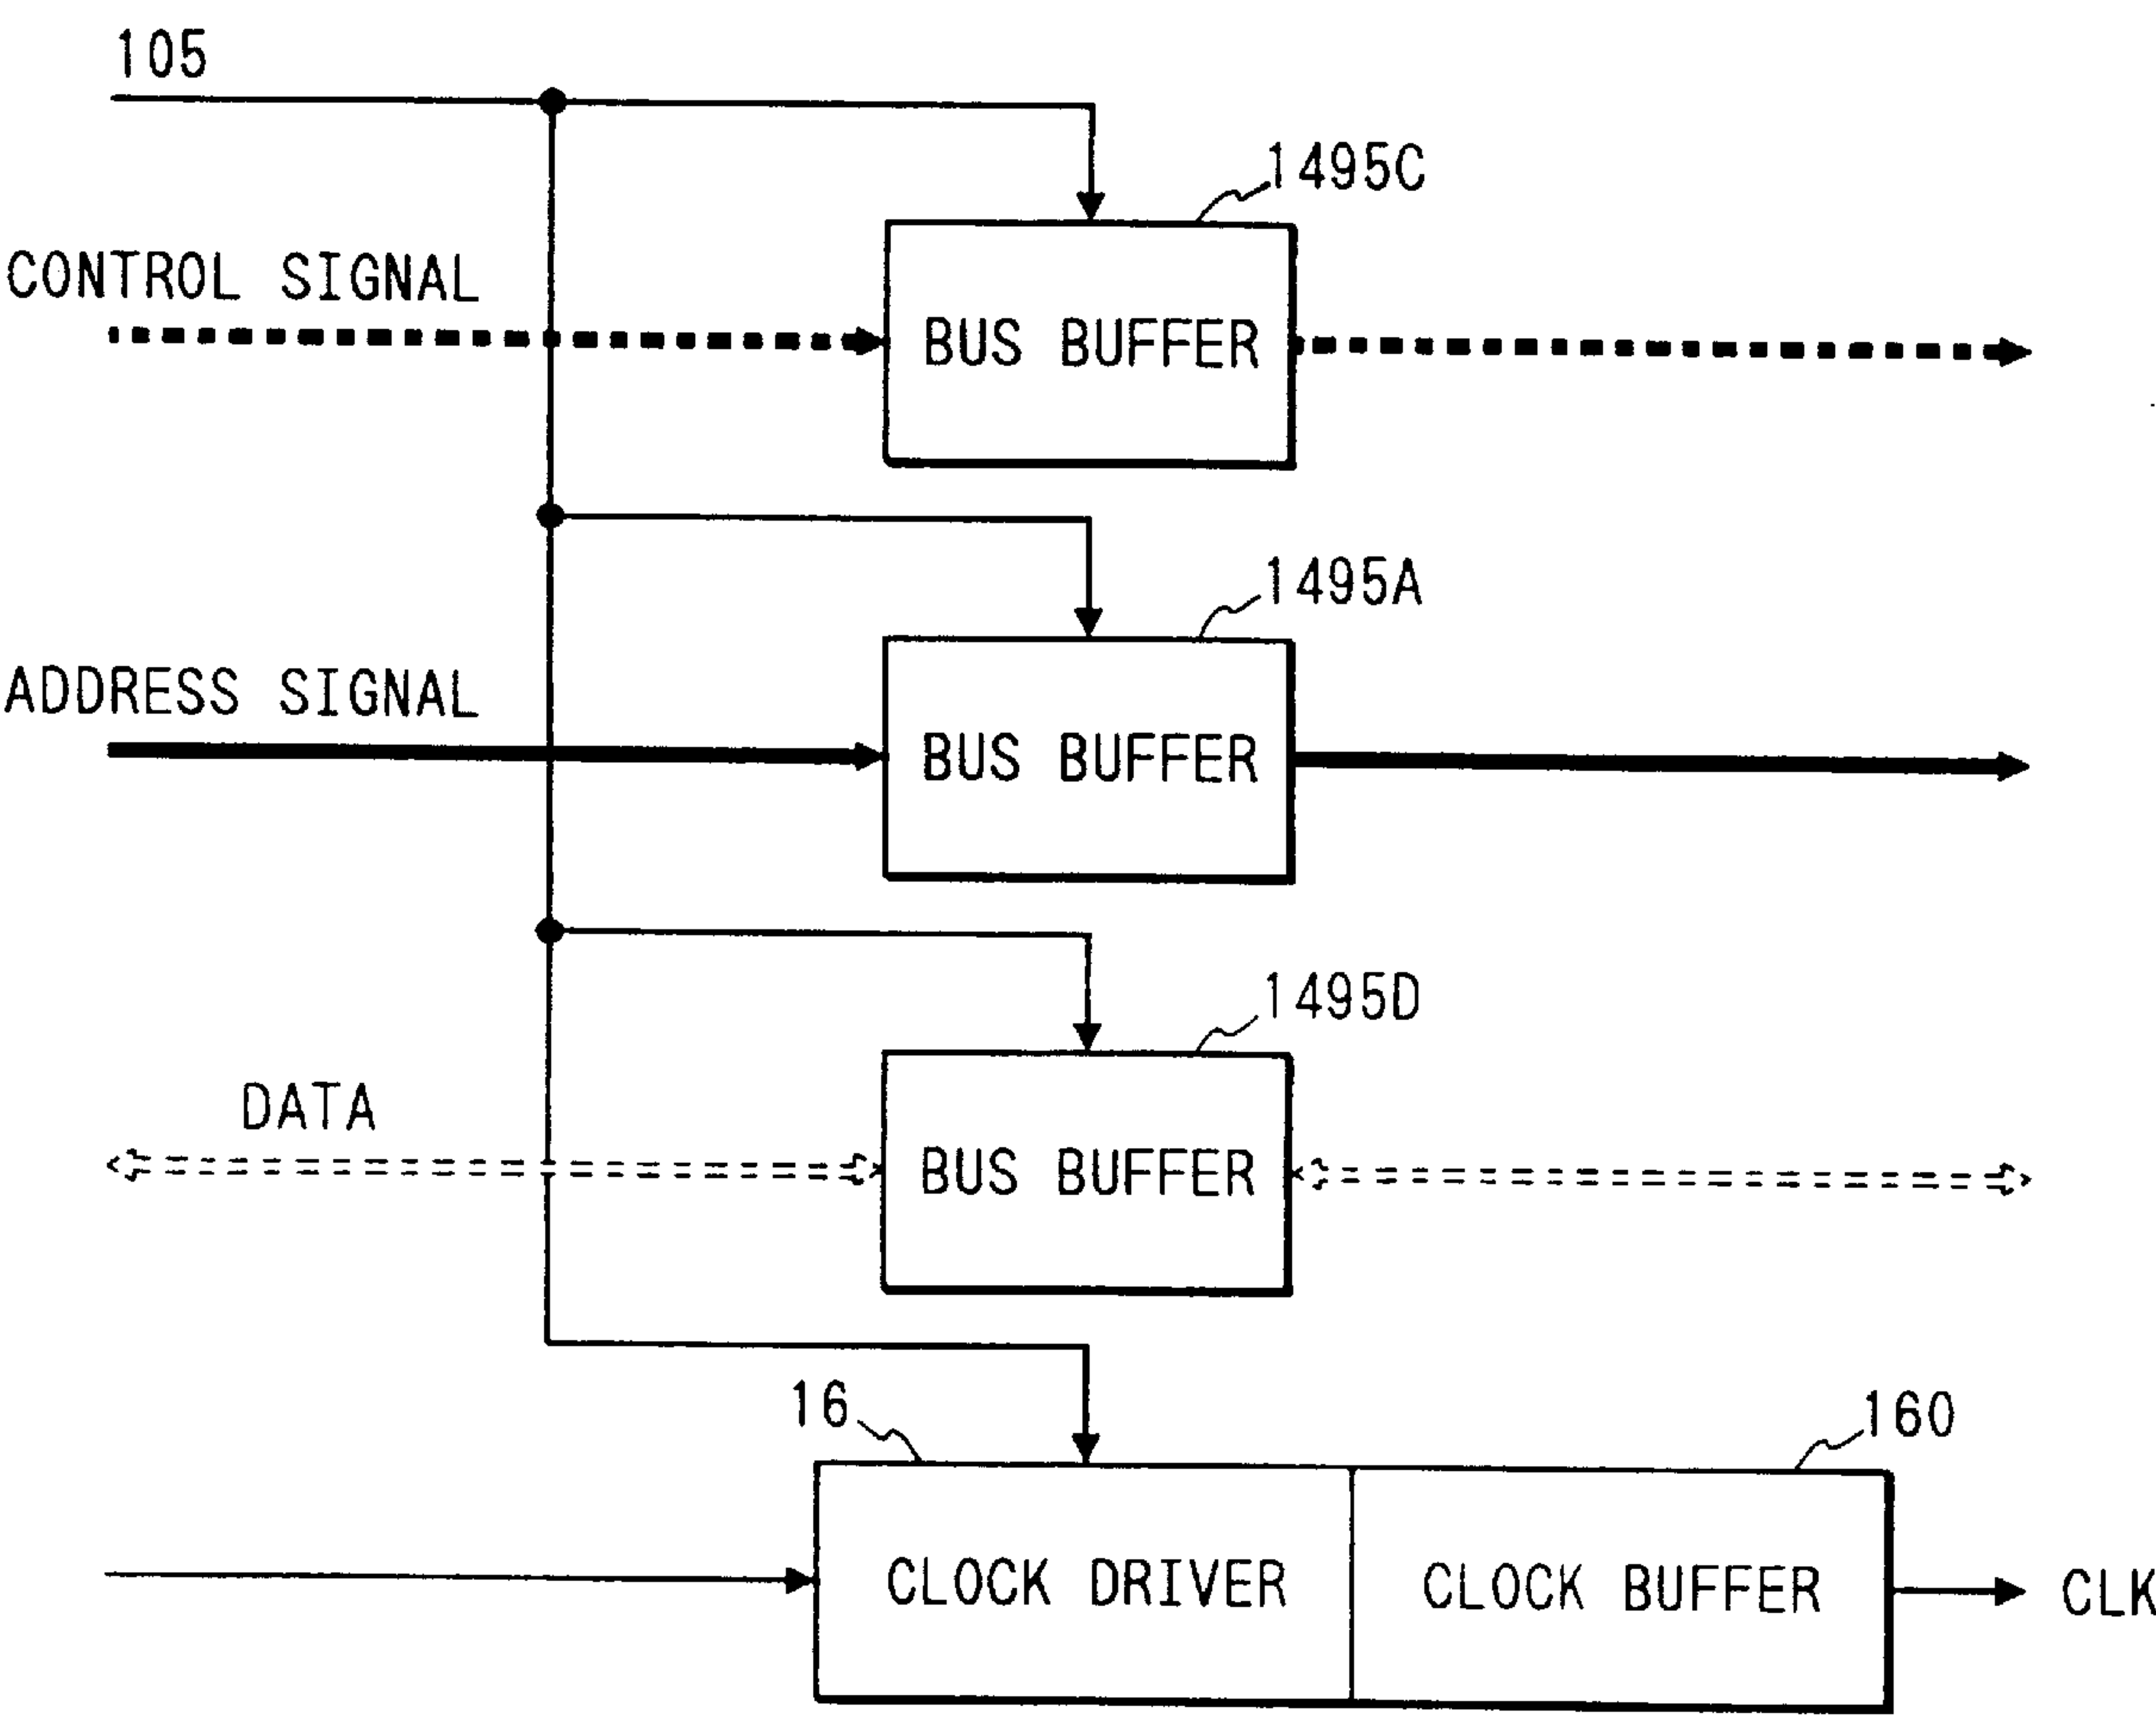 105
1495C
CONTROL SIGNAL
BUS BUFFER
1495A
ADDRESS SIGNAL
BUS BUFFER
1495D
DATA
BUS BUFFER
16
160
CLOCK DRIVER
CLOCK BUFFER
CLK